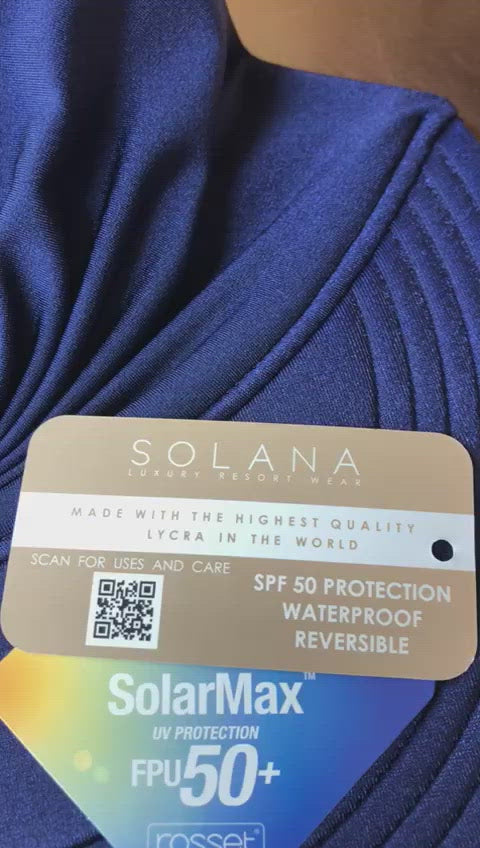 SOLANA
LUXURY RESORT WEAR
MADE WITH THE HIGHEST QUALITY
LYCRA IN THE WORLD
SCAN FOR USES AND CARE
SPF 50 PROTECTION
WATERPROOF
REVERSIBLE
SolarMax™
UV PROTECTION
FPU50+
rosset®